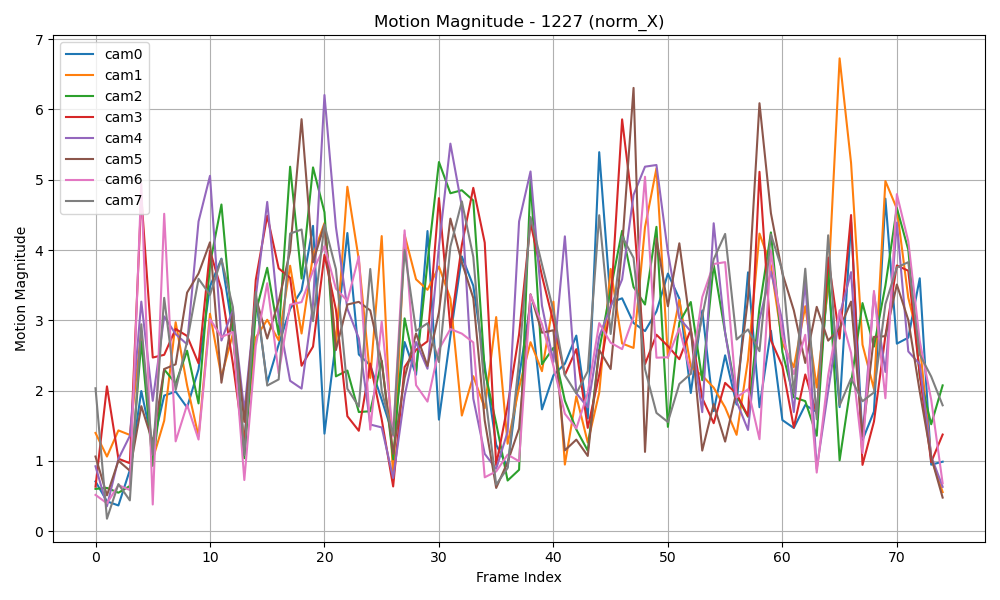 Motion Magnitude - 1227 (norm_X)
Motion Magnitude
7
6
5
4
3
2
1
0
cam0
cam1
cam2
cam3
cam4
cam5
cam6
cam7
0 10 20 30 40 50 60 70
Frame Index